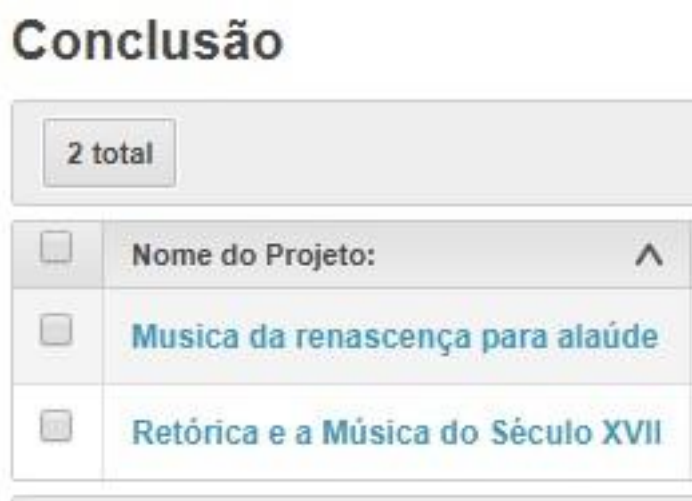 Conclusão
2 total
Nome do Projeto:
Musica da renascença para alaúde
Retórica e a Música do Século XVII